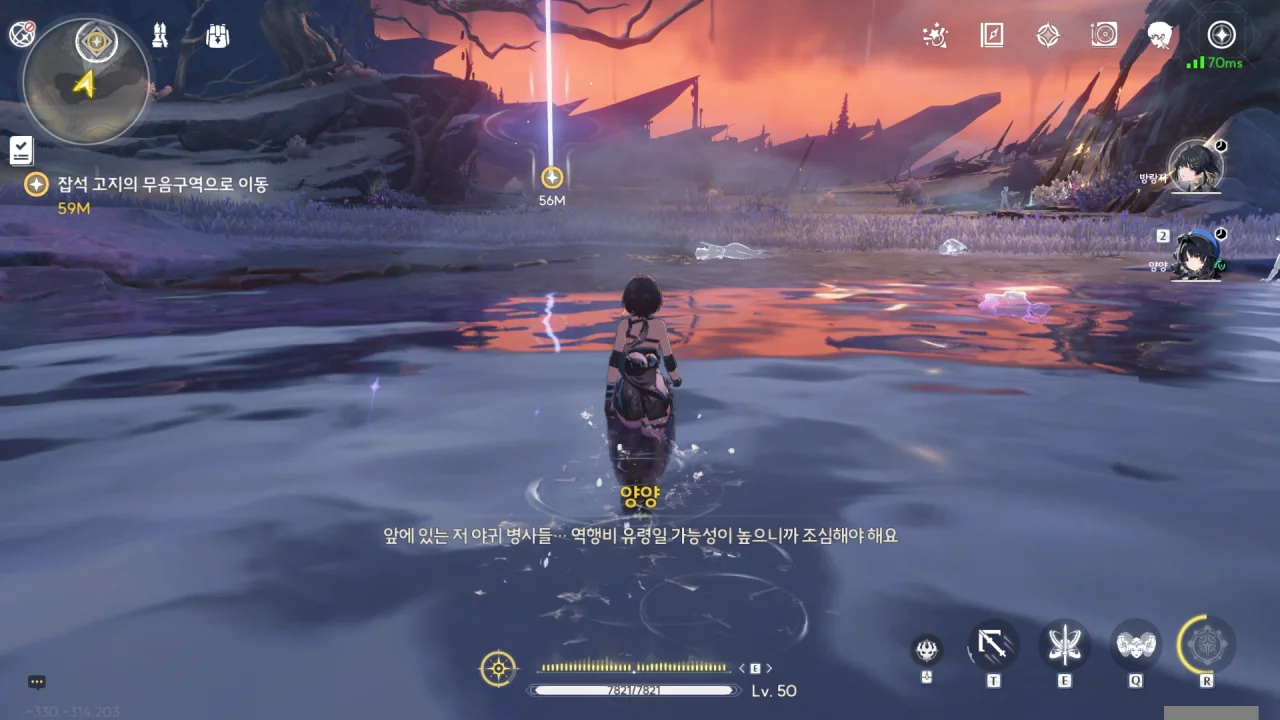 70ms
잡석 고지의 무음구역으로 이동
59M
56M
방랑자
2
양양
양양
앞에 있는 저 야귀 병사들… 역행비 유령일 가능성이 높으니까 조심해야 해요
E
7821/7821
Lv. 50
T
E
Q
R
-330 -314 203